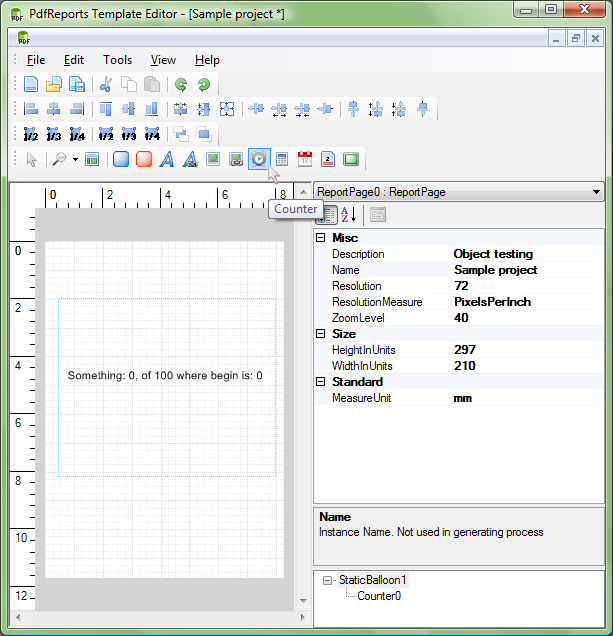 PdfReports Template Editor - [Sample project *]
File Edit Tools View Help
1/2 1/3 1/4 1/2 1/3 1/4
0 2 4 6 8
Counter
ReportPage0 : ReportPage
A
Z
0
2
4
6
8
10
12
Something: 0, of 100 where begin is: 0
Misc
Description Object testing
Name Sample project
Resolution 72
ResolutionMeasure PixelsPerInch
ZoomLevel 40
Size
HeightInUnits 297
WidthInUnits 210
Standard
MeasureUnit mm
Name
Instance Name. Not used in generating process
StaticBalloon1
Counter0